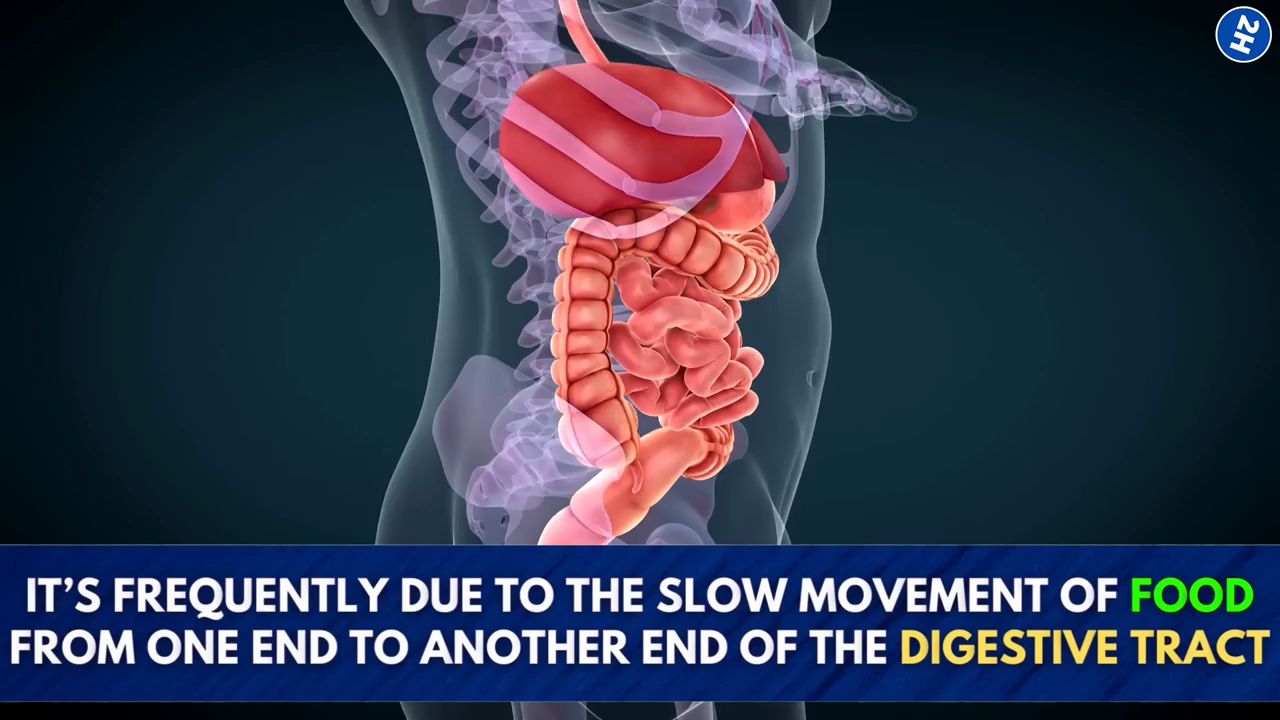 2H
IT'S FREQUENTLY DUE TO THE SLOW MOVEMENT OF FOOD
FROM ONE END TO ANOTHER END OF THE DIGESTIVE TRACT